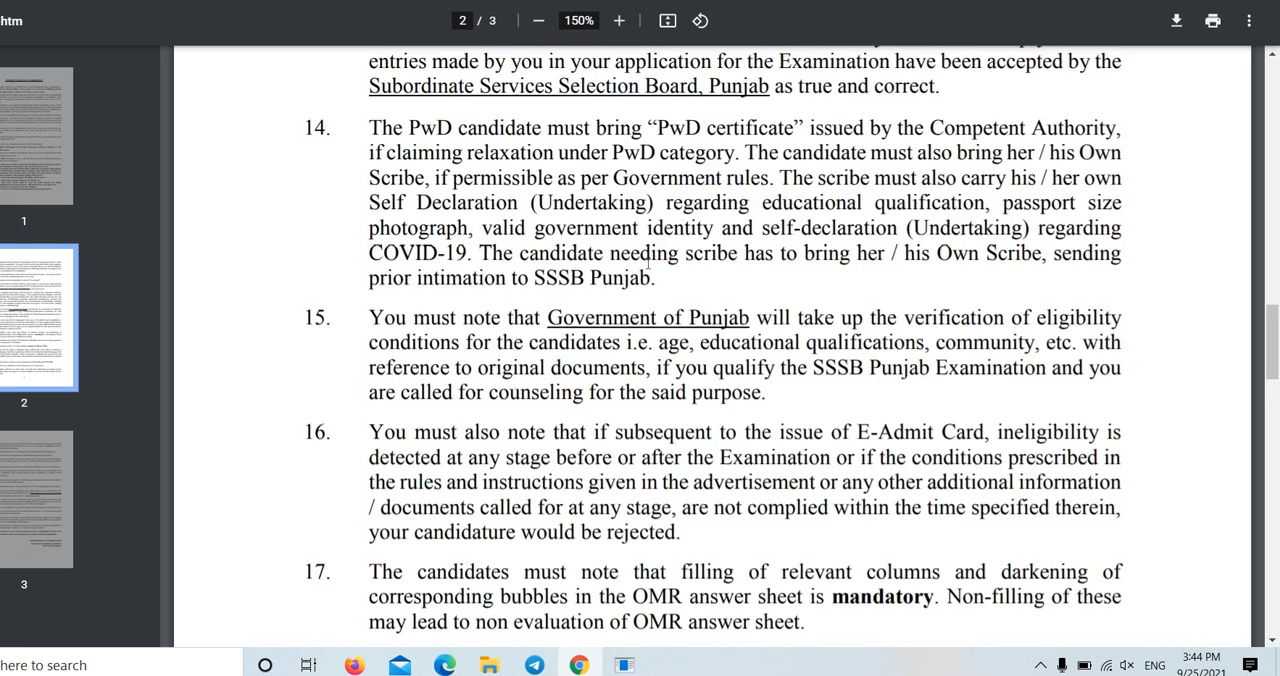 htm
2 / 3
150%
entries made by you in your application for the Examination have been accepted by the
Subordinate Services Selection Board, Punjab as true and correct.
14. The PwD candidate must bring “PwD certificate” issued by the Competent Authority,
if claiming relaxation under PwD category. The candidate must also bring her / his Own
Scribe, if permissible as per Government rules. The scribe must also carry his / her own
Self Declaration (Undertaking) regarding educational qualification, passport size
photograph, valid government identity and self-declaration (Undertaking) regarding
COVID-19. The candidate needing scribe has to bring her / his Own Scribe, sending
prior intimation to SSSB Punjab.
15. You must note that Government of Punjab will take up the verification of eligibility
conditions for the candidates i.e. age, educational qualifications, community, etc. with
reference to original documents, if you qualify the SSSB Punjab Examination and you
are called for counseling for the said purpose.
16. You must also note that if subsequent to the issue of E-Admit Card, ineligibility is
detected at any stage before or after the Examination or if the conditions prescribed in
the rules and instructions given in the advertisement or any other additional information
/ documents called for at any stage, are not complied within the time specified therein,
your candidature would be rejected.
17. The candidates must note that filling of relevant columns and darkening of
corresponding bubbles in the OMR answer sheet is mandatory. Non-filling of these
may lead to non evaluation of OMR answer sheet.
1
2
3
here to search
ENG
3:44 PM
9/25/2021